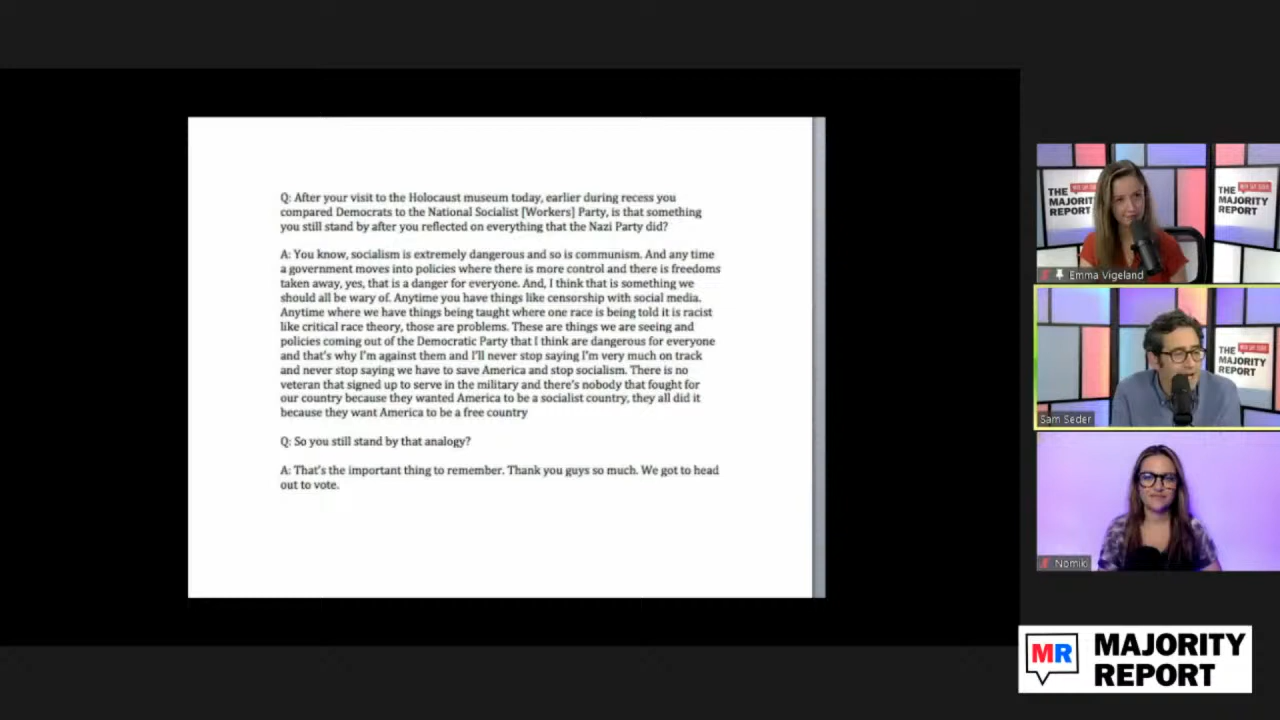 Q: After your visit to the Holocaust museum today, earlier during recess you
compared Democrats to the National Socialist [Workers] Party, is that something
you still stand by after you reflected on everything that the Nazi Party did?
A: You know, socialism is extremely dangerous and so is communism. And any time
a government moves into policies where there is more control and there is freedoms
taken away, yes, that is a danger for everyone. And, I think that is something we
should all be wary of. Anytime you have things like censorship with social media.
Anytime where we have things being taught where one race is being told it is racist
like critical race theory, those are problems. These are things we are seeing and
policies coming out of the Democratic Party that I think are dangerous for everyone
and that's why I'm against them and I'll never stop saying I'm very much on track
and never stop saying we have to save America and stop socialism. There is no
veteran that signed up to serve in the military and there's nobody that fought for
our country because they wanted America to be a socialist country, they all did it
because they want America to be a free country
Q: So you still stand by that analogy?
A: That's the important thing to remember. Thank you guys so much. We got to head
out to vote.
THE
MAJORITY
REPORT
THE
MAJORITY
REPORT
Emma Vigeland
THE
MAJORITY
REPORT
Sam Seder
Nomiki
MR
MAJORITY
REPORT